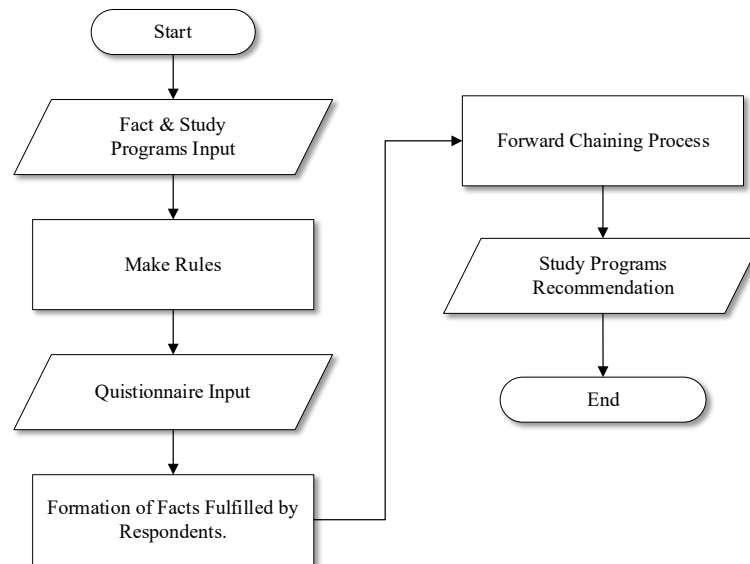 Start
Fact & Study
Programs Input
Make Rules
Quistionnaire Input
Formation of Facts Fulfilled by
Respondents.
Forward Chaining Process
Study Programs
Recommendation
End